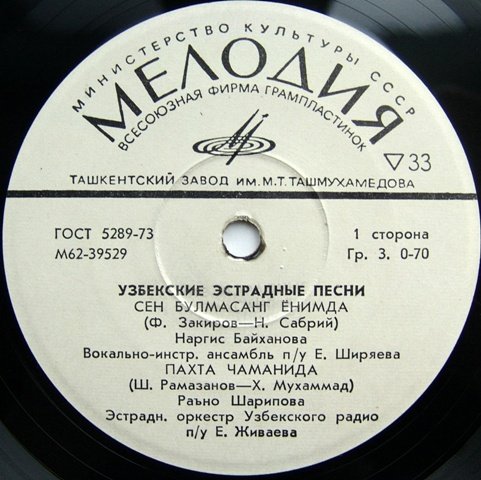 МИНИСТЕРСТВО КУЛЬТУРЫ СССР
МЕЛОДИЯ
ВСЕСОЮЗНАЯ ФИРМА ГРАМПЛАСТИНОК
▽33
ТАШКЕНТСКИЙ ЗАВОД ИМ. М.Т. ТАШМУХАМЕДОВА
ГОСТ 5289-73
1 сторона
М62-39529
Гр. 3. 0-70
УЗБЕКСКИЕ ЭСТРАДНЫЕ ПЕСНИ
СЕН БУЛМАСАНГ ЁНИМДА
(Ф. Закиров—Н. Сабрий)
Наргис Байханова
Вокально-инстр. ансамбль п/у Е. Ширяева
ПАХТА ЧАМАНИДА
(Ш. Рамазанов—Х. Мухаммад)
Раъно Шарипова
Эстрадн. оркестр Узбекского радио
п/у Е. Живаева